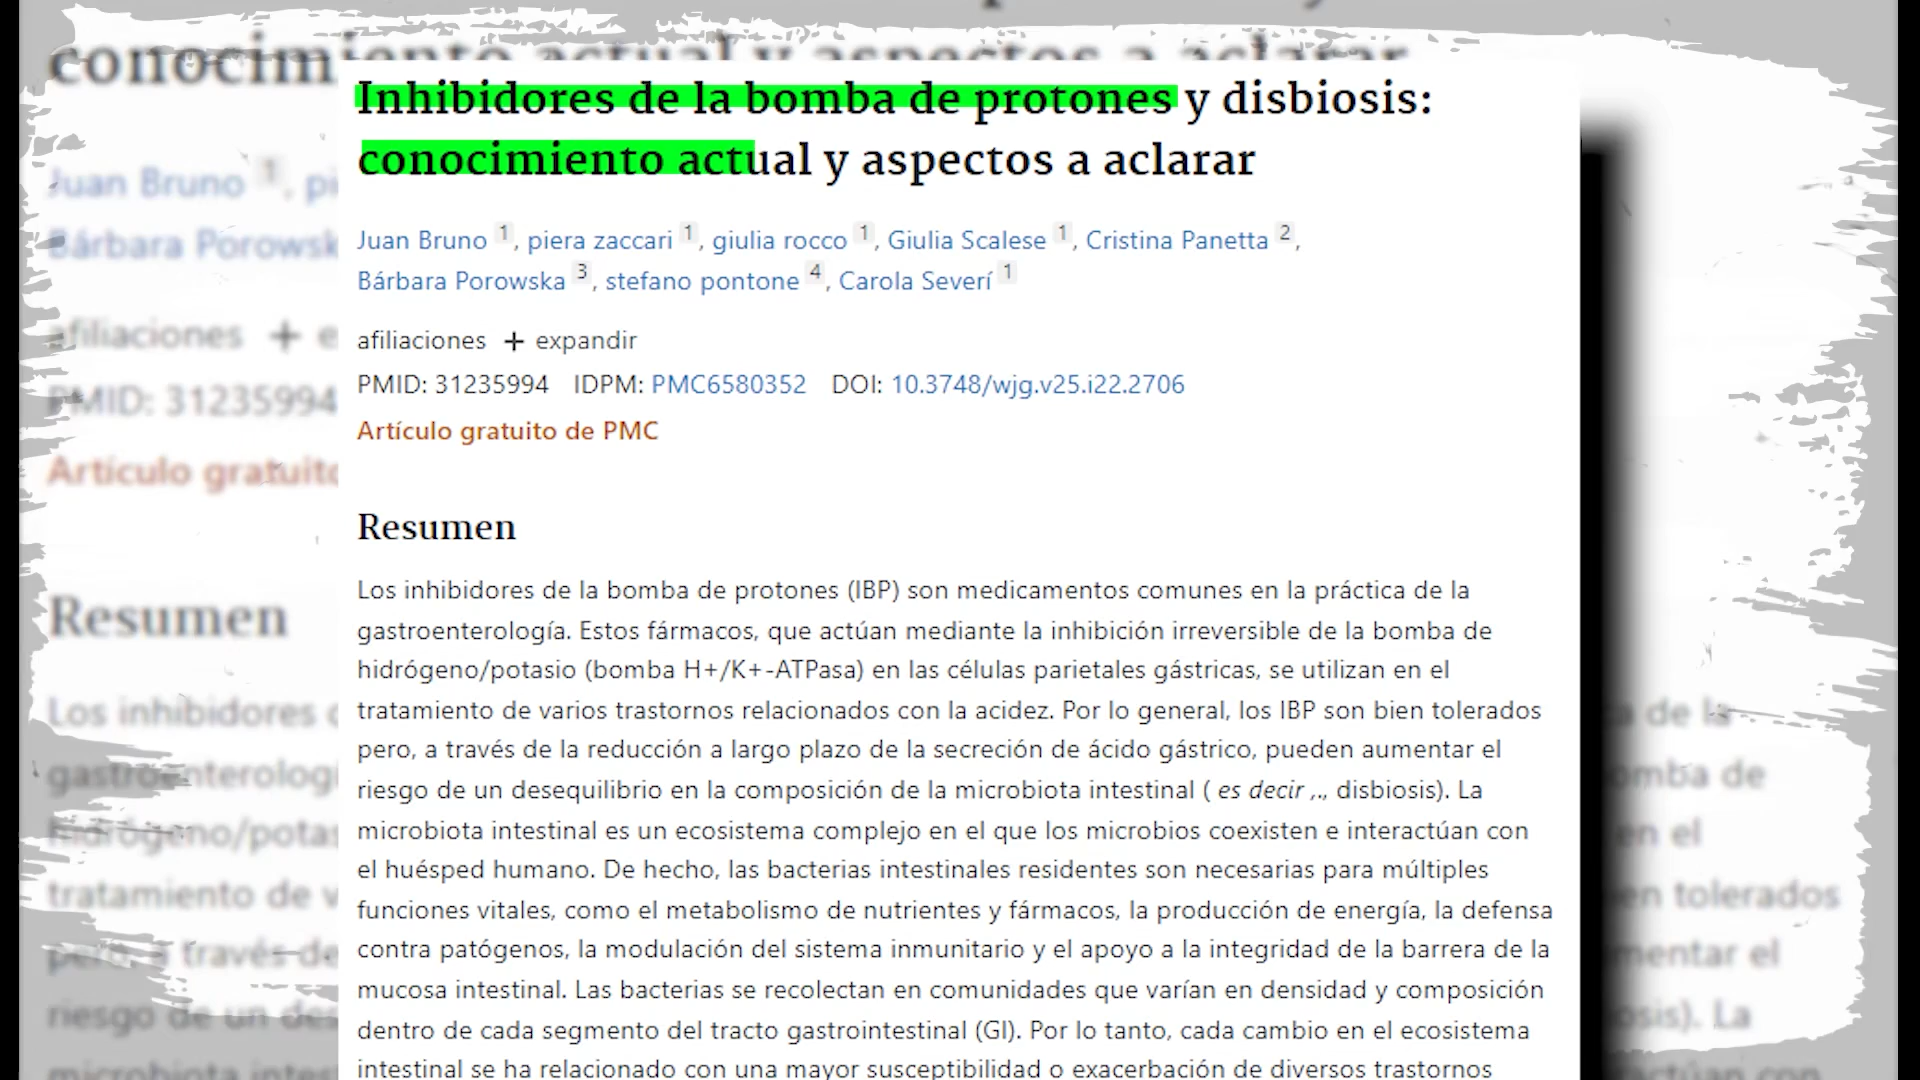 Inhibidores de la bomba de protones y disbiosis:
conocimiento actual y aspectos a aclarar
Juan Bruno 1, piera zaccari 1, giulia rocco 1, Giulia Scalese 1, Cristina Panetta 2,
Bárbara Porowska 3, stefano pontone 4, Carola Severí 1
afiliaciones + expandir
PMID: 31235994 IDPM: PMC6580352 DOI: 10.3748/wjg.v25.i22.2706
Artículo gratuito de PMC
Resumen
Los inhibidores de la bomba de protones (IBP) son medicamentos comunes en la práctica de la
gastroenterología. Estos fármacos, que actúan mediante la inhibición irreversible de la bomba de
hidrógeno/potasio (bomba H+/K+-ATPasa) en las células parietales gástricas, se utilizan en el
tratamiento de varios trastornos relacionados con la acidez. Por lo general, los IBP son bien tolerados
pero, a través de la reducción a largo plazo de la secreción de ácido gástrico, pueden aumentar el
riesgo de un desequilibrio en la composición de la microbiota intestinal ( es decir ,., disbiosis). La
microbiota intestinal es un ecosistema complejo en el que los microbios coexisten e interactúan con
el huésped humano. De hecho, las bacterias intestinales residentes son necesarias para múltiples
funciones vitales, como el metabolismo de nutrientes y fármacos, la producción de energía, la defensa
contra patógenos, la modulación del sistema inmunitario y el apoyo a la integridad de la barrera de la
mucosa intestinal. Las bacterias se recolectan en comunidades que varían en densidad y composición
dentro de cada segmento del tracto gastrointestinal (GI). Por lo tanto, cada cambio en el ecosistema
intestinal se ha relacionado con una mayor susceptibilidad o exacerbación de diversos trastornos